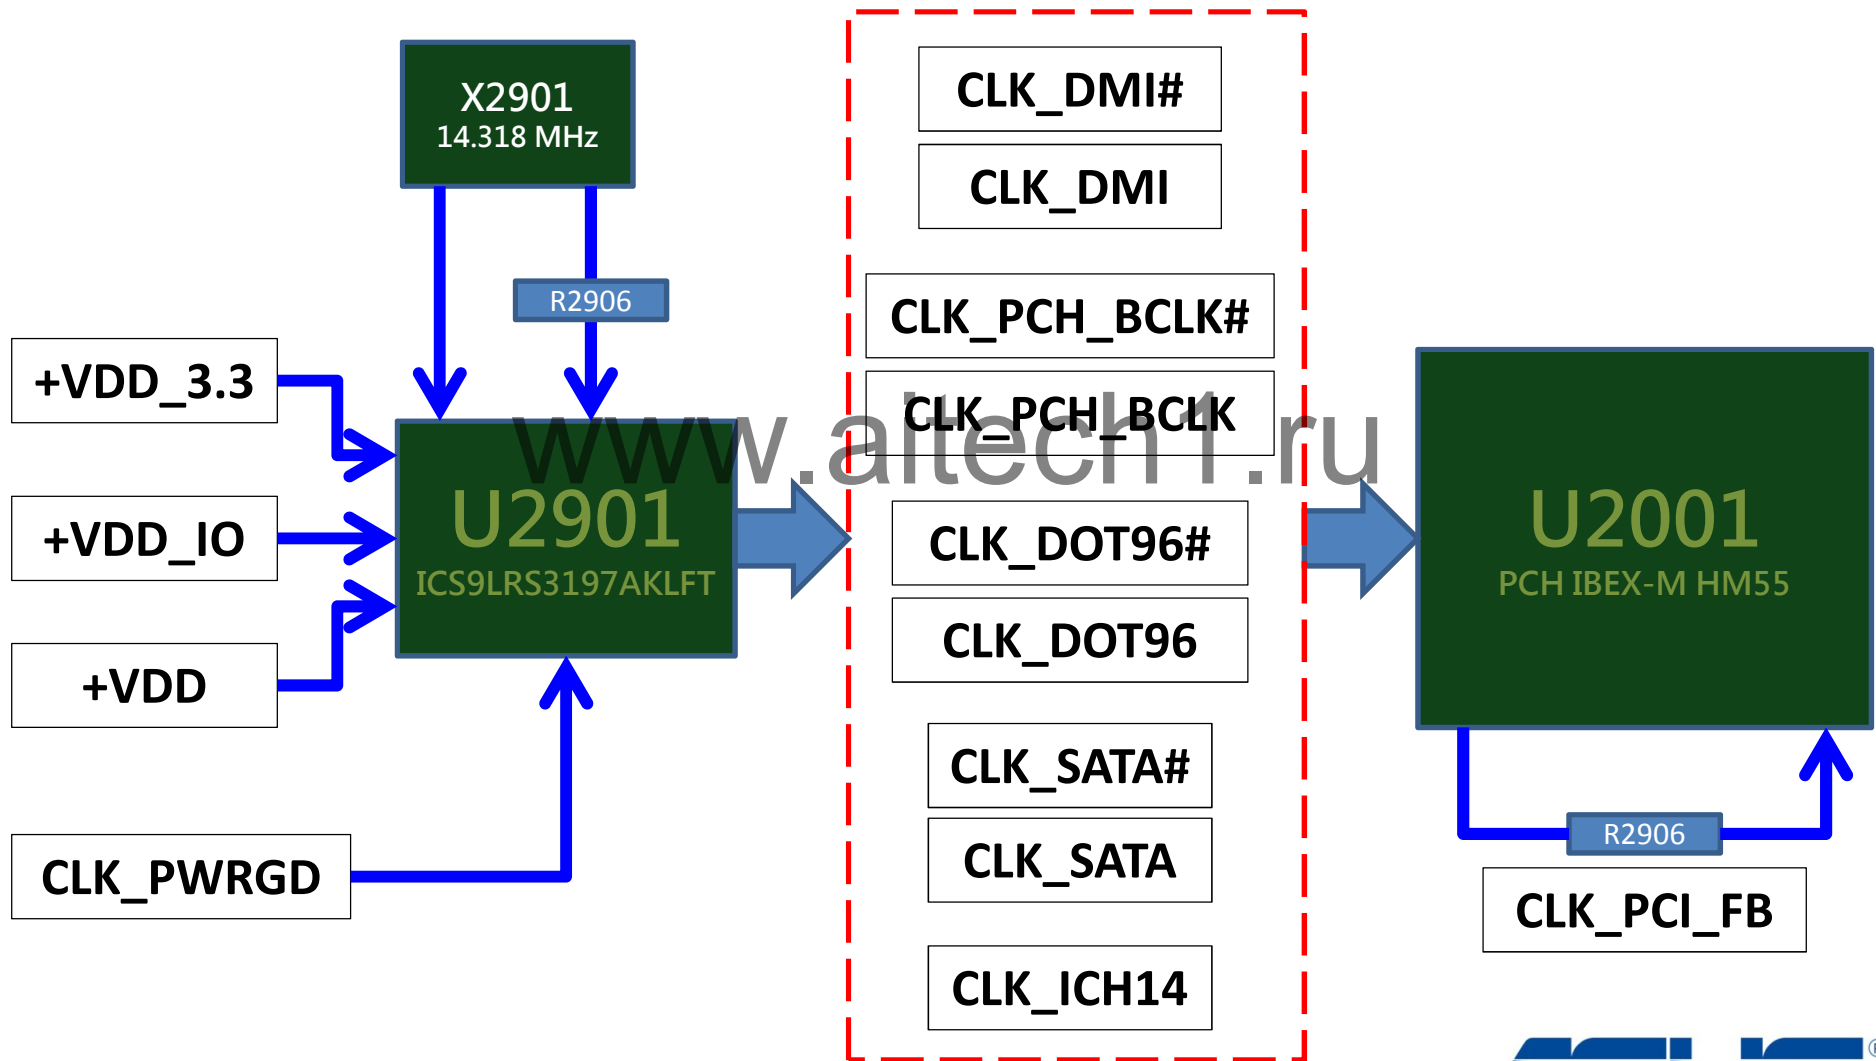 X2901
14.318 MHz
R2906
+VDD_3.3
+VDD_IO
+VDD
CLK_PWRGD
U2901
ICS9LRS3197AKLFT
CLK_DMI#
CLK_DMI
CLK_PCH_BCLK#
CLK_PCH_BCLK
CLK_DOT96#
CLK_DOT96
CLK_SATA#
CLK_SATA
CLK_ICH14
U2001
PCH IBEX-M HM55
R2906
CLK_PCI_FB
www.aitech1.ru